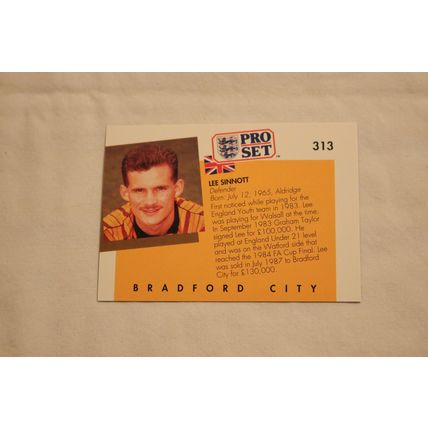 PRO
SET
TM
313
LEE SINNOTT
Defender
Born: July 12, 1965, Aldridge
First noticed while playing for the
England Youth team in 1983. Lee
was playing for Walsall at the time.
In September 1983 Graham Taylor
signed Lee for £100,000. He
played at England Under 21 level
and was on the Watford side that
reached the 1984 FA Cup Final. Lee
was sold in July 1987 to Bradford
City for £130,000.
BRADFORD CITY